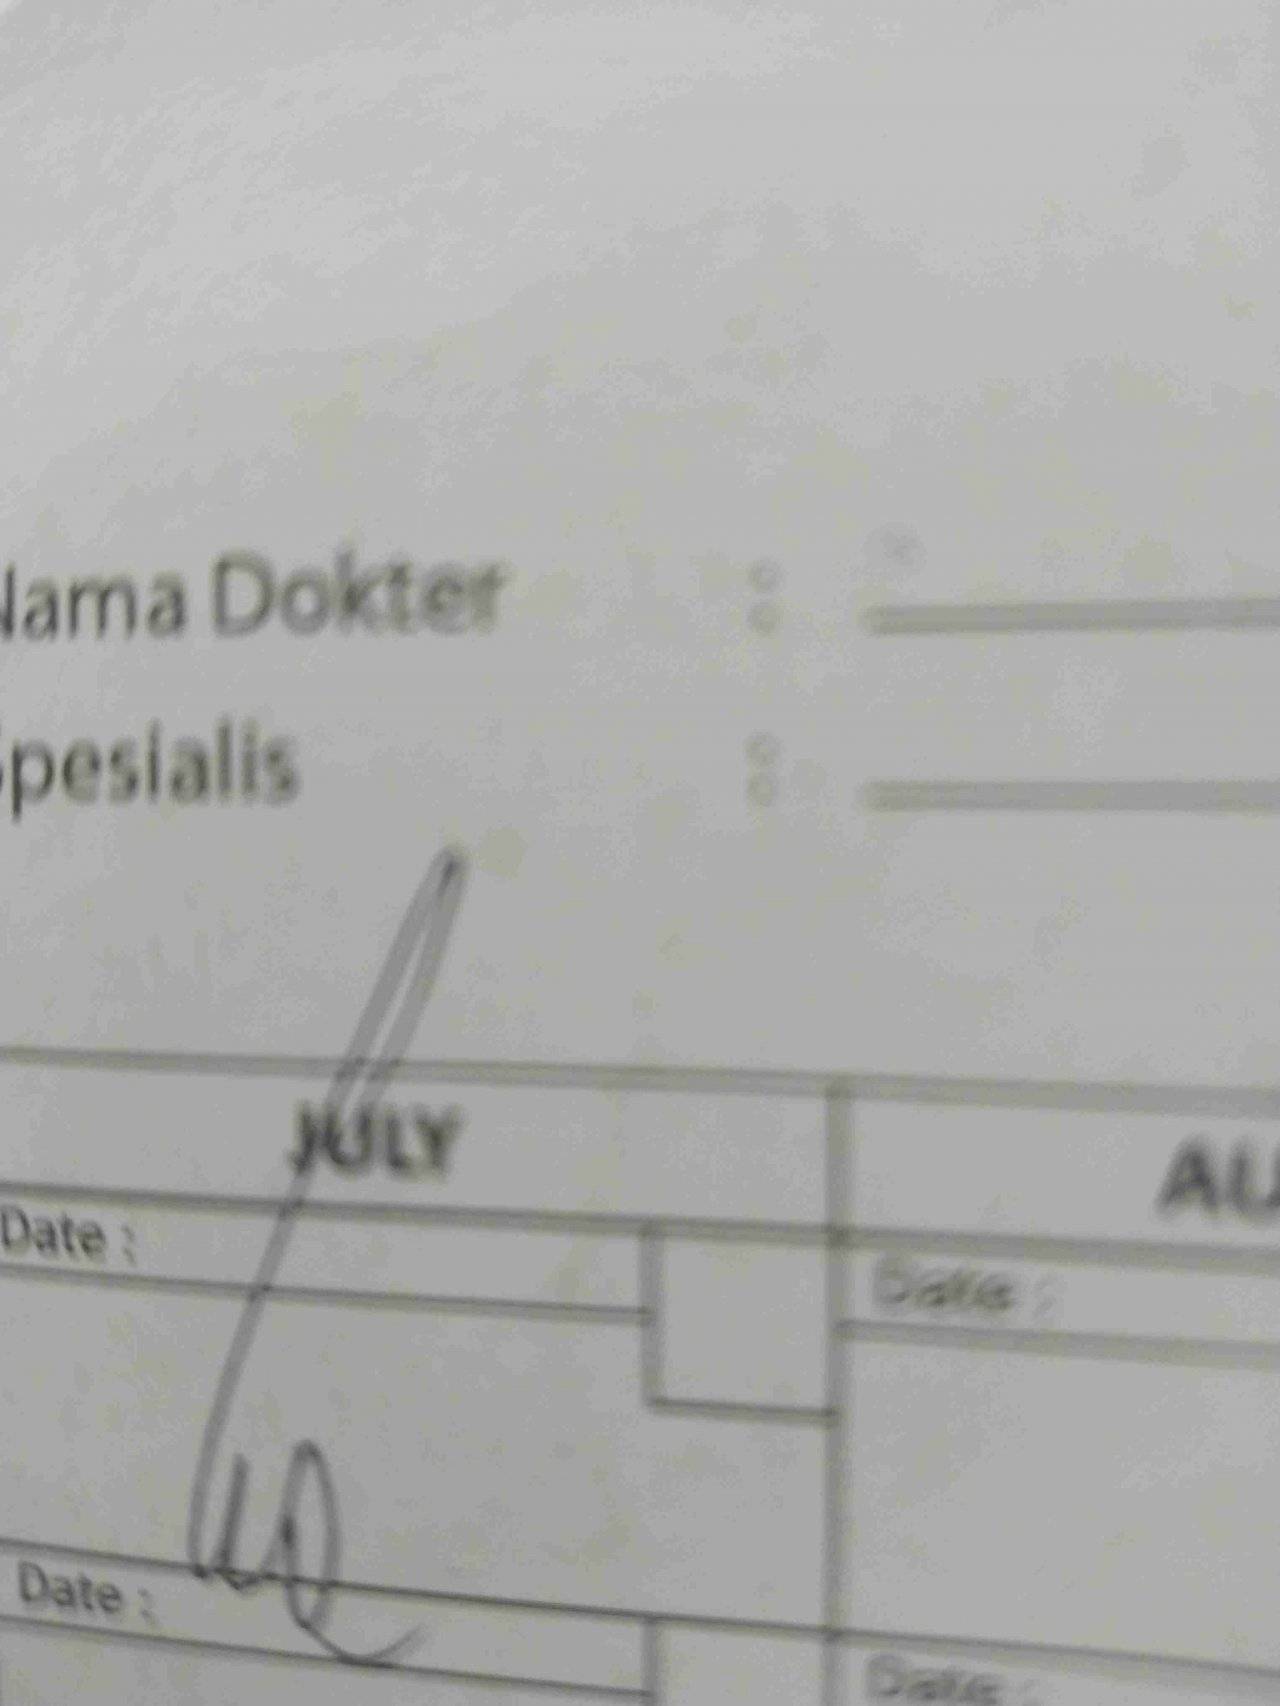 Nama Dokter :
Spesialis :
JULY AU
Date : Date :
Date : Date :